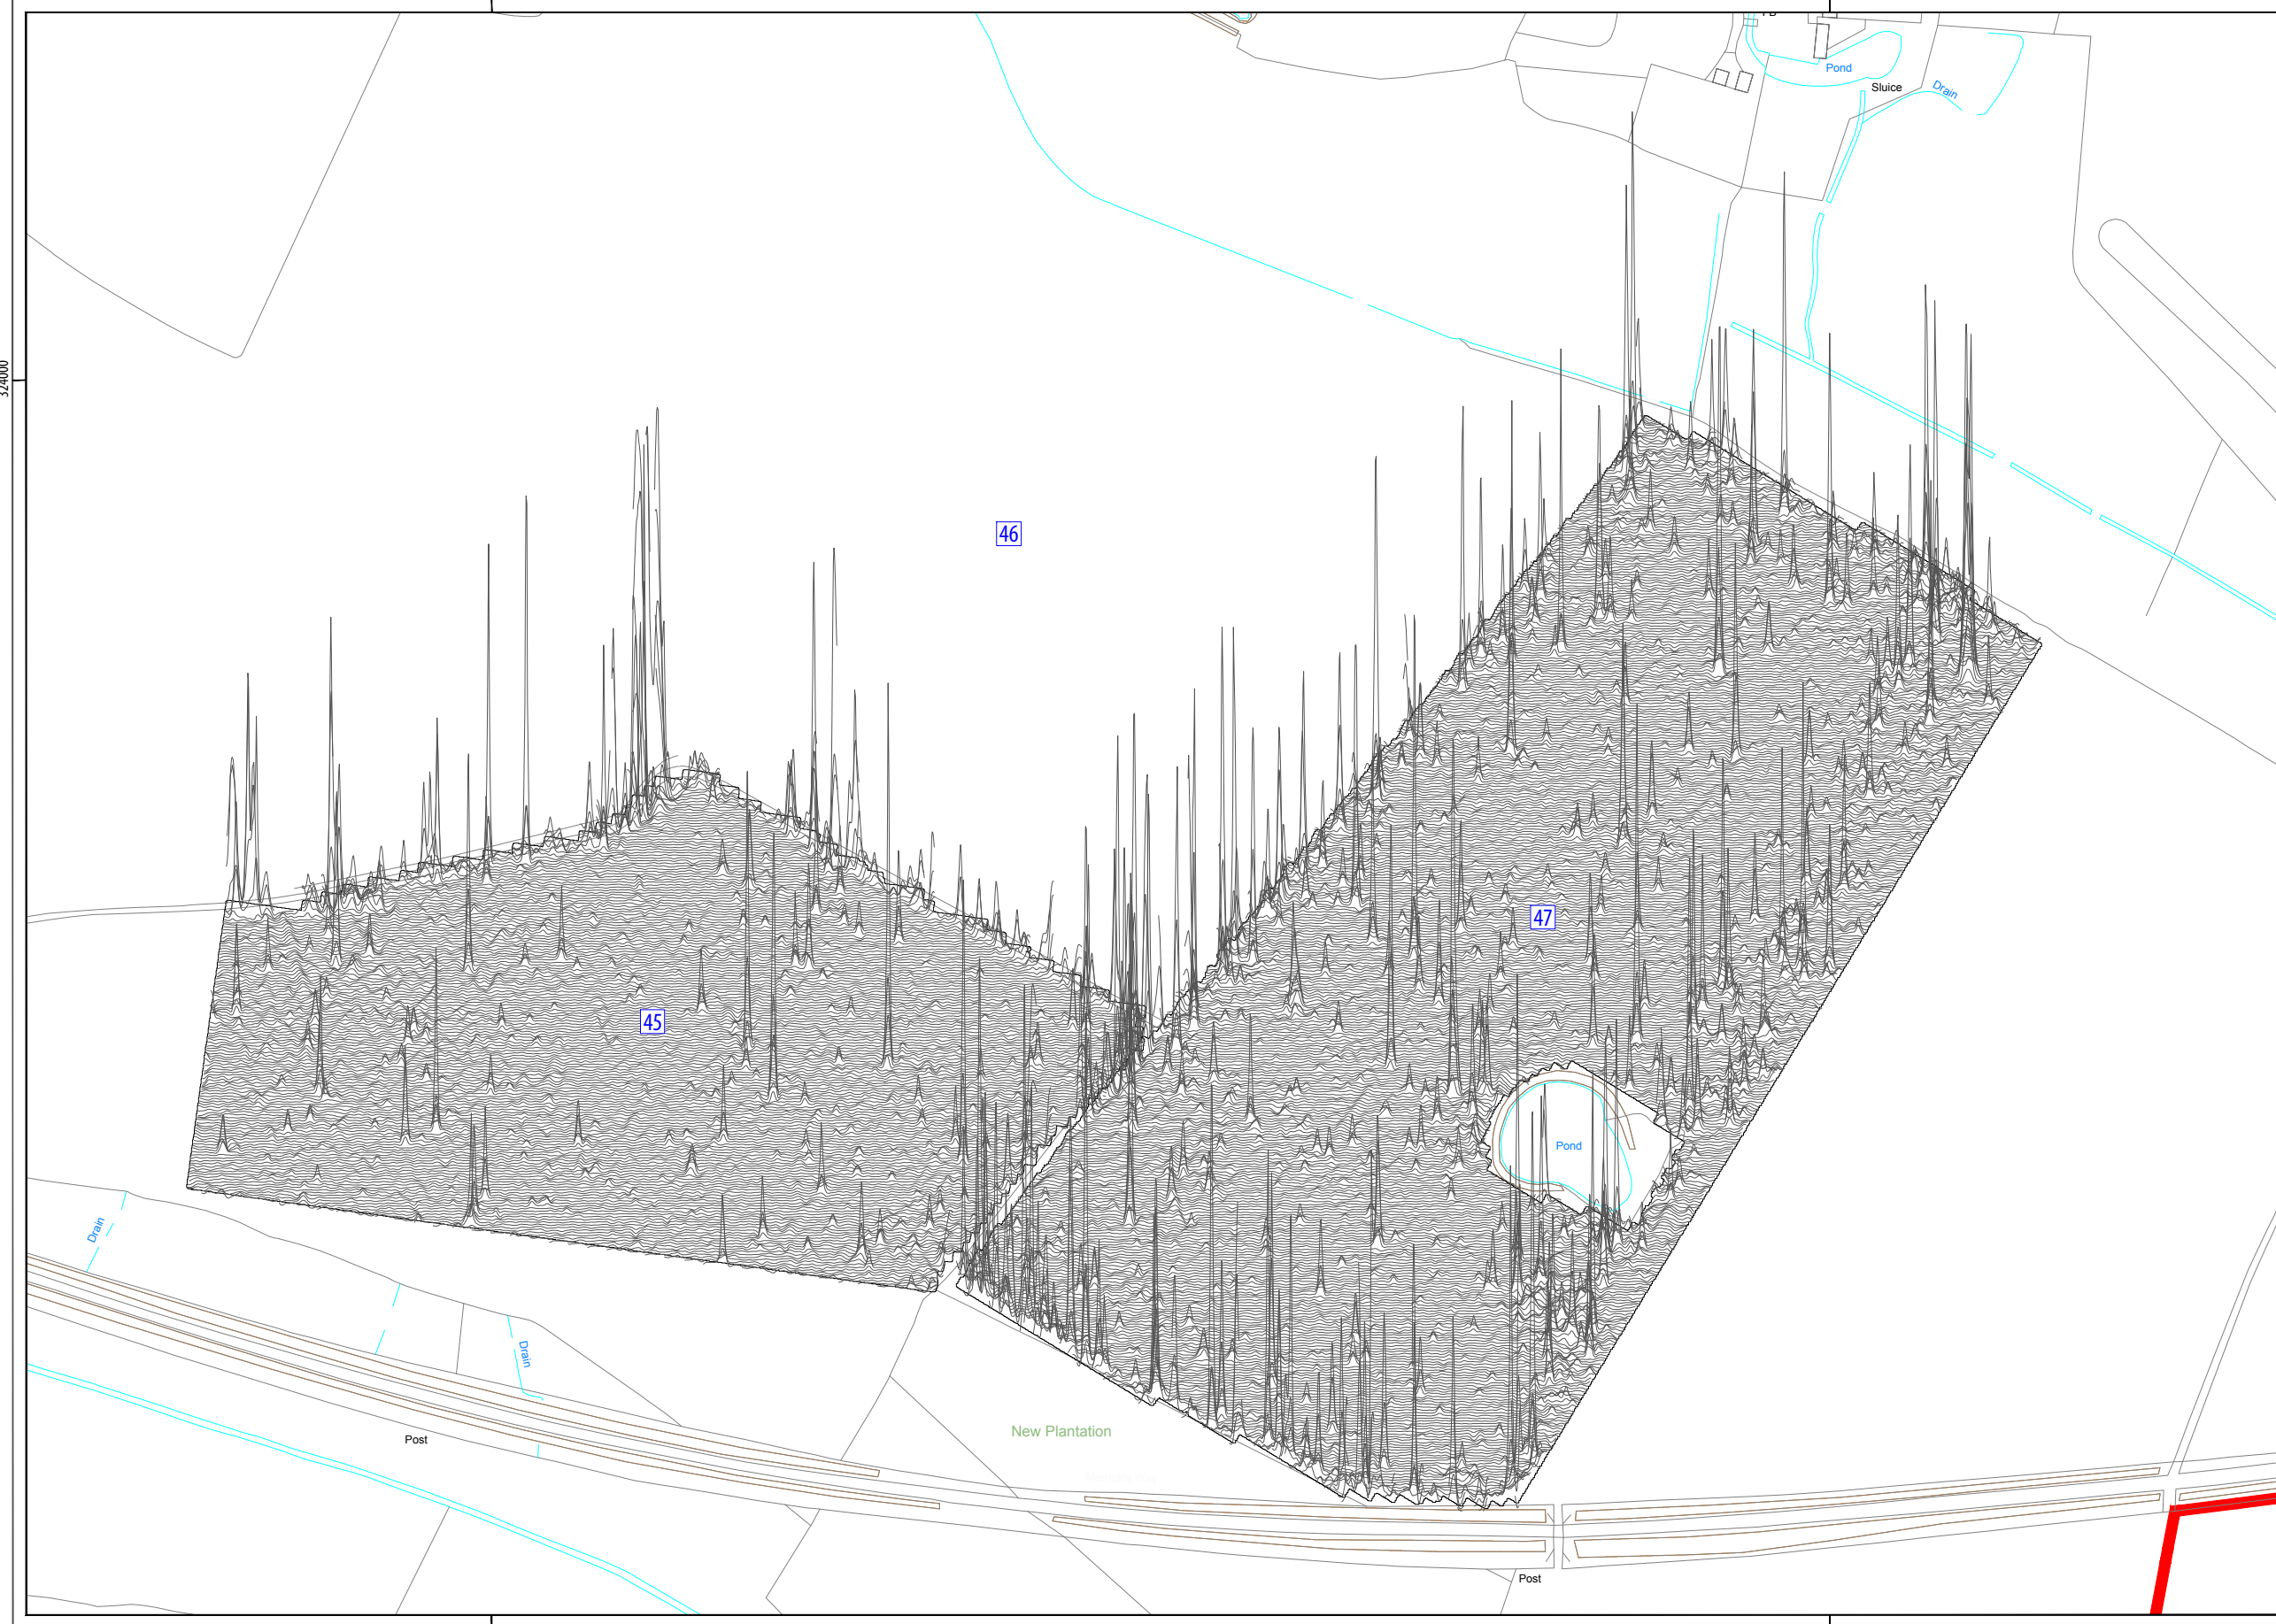 Pond
Sluice
Drain
324000
46
47
45
Pond
Drain
Drain
New Plantation
Post
Post